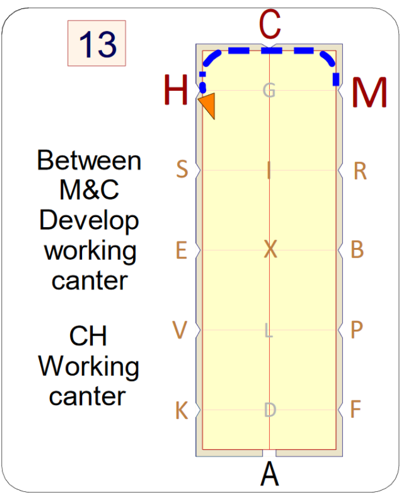 13
C
H G M
Between
M&C
Develop
working
canter
S I R
E X B
CH
Working
canter
V L P
K D F
A